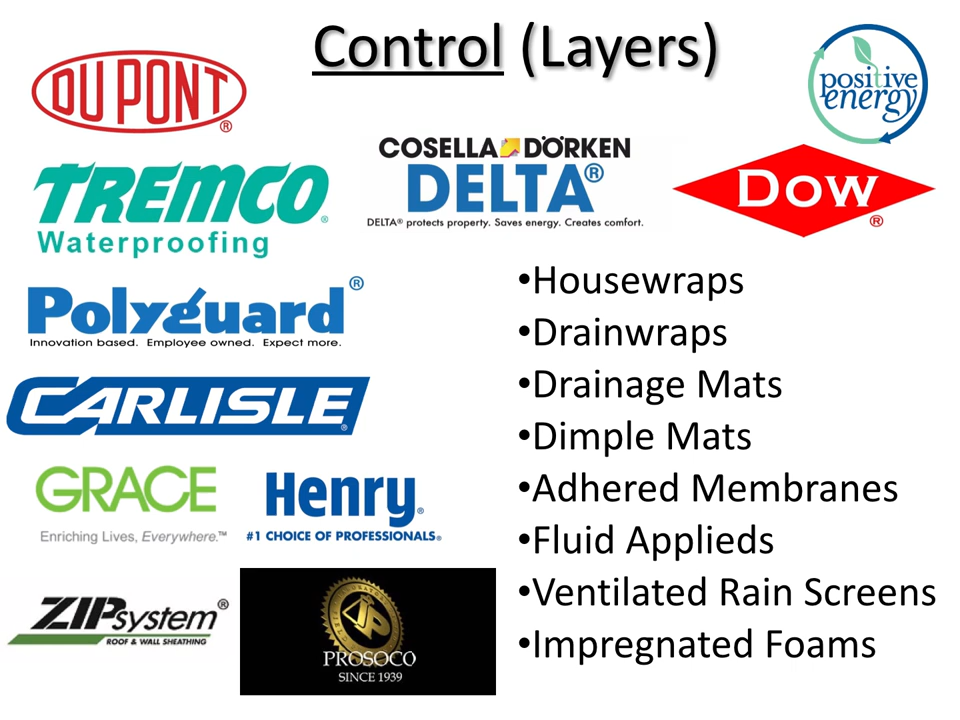 Control (Layers)
positive
energy
DU PONT®
COSELLA DÖRKEN
DELTA®
DELTA® protects property. Saves energy. Creates comfort.
DOW®
TREMCO®
Waterproofing
Polyguard®
Innovation based. Employee owned. Expect more.
CARLISLE®
GRACE
Enriching Lives, Everywhere.™
Henry®
#1 CHOICE OF PROFESSIONALS®.
ZIPsystem®
ROOF & WALL SHEATHING
PROSOCO
SINCE 1939
•Housewraps
•Drainwraps
•Drainage Mats
•Dimple Mats
•Adhered Membranes
•Fluid Applieds
•Ventilated Rain Screens
•Impregnated Foams